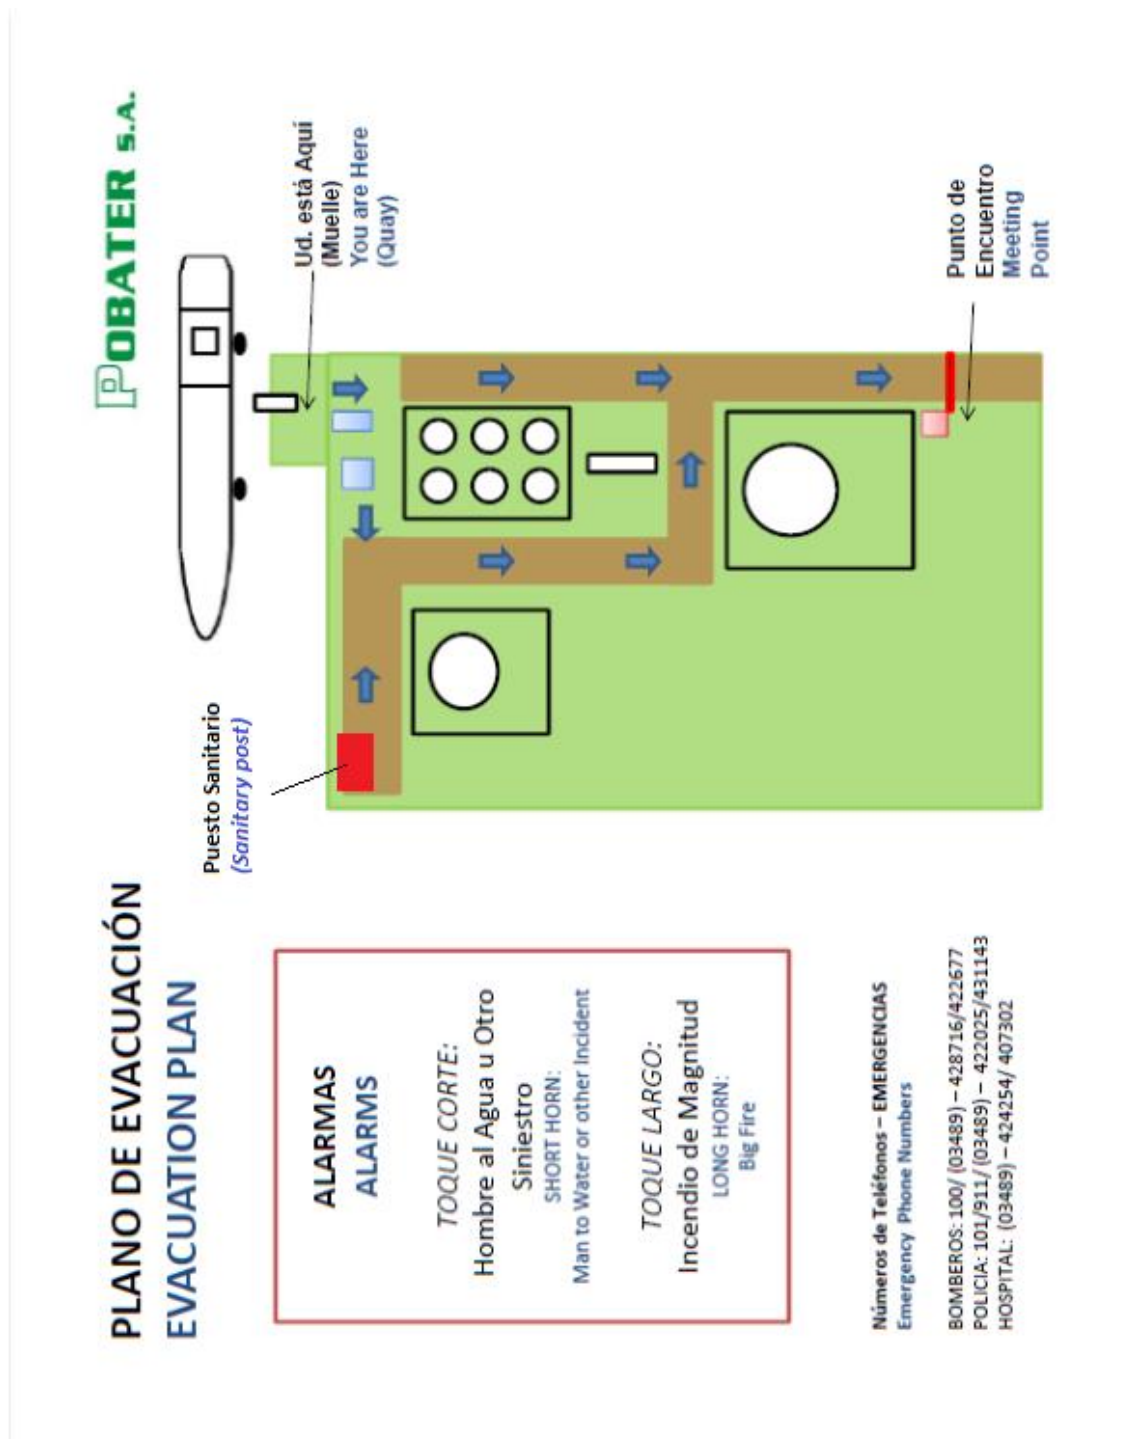 PLANO DE EVACUACIÓN
EVACUATION PLAN
POBATER S.A.
Puesto Sanitario
(Sanitary post)
Ud. está Aquí
(Muelle)
You are Here
(Quay)
ALARMAS
ALARMS
TOQUE CORTE:
Hombre al Agua u Otro
Siniestro
SHORT HORN:
Man to Water or other Incident
TOQUE LARGO:
Incendio de Magnitud
LONG HORN:
Big Fire
Números de Teléfonos – EMERGENCIAS
Emergency Phone Numbers
BOMBEROS: 100/ (03489) – 428716/422677
POLICIA: 101/911/ (03489) – 422025/431143
HOSPITAL: (03489) – 424254/ 407302
Punto de
Encuentro
Meeting
Point